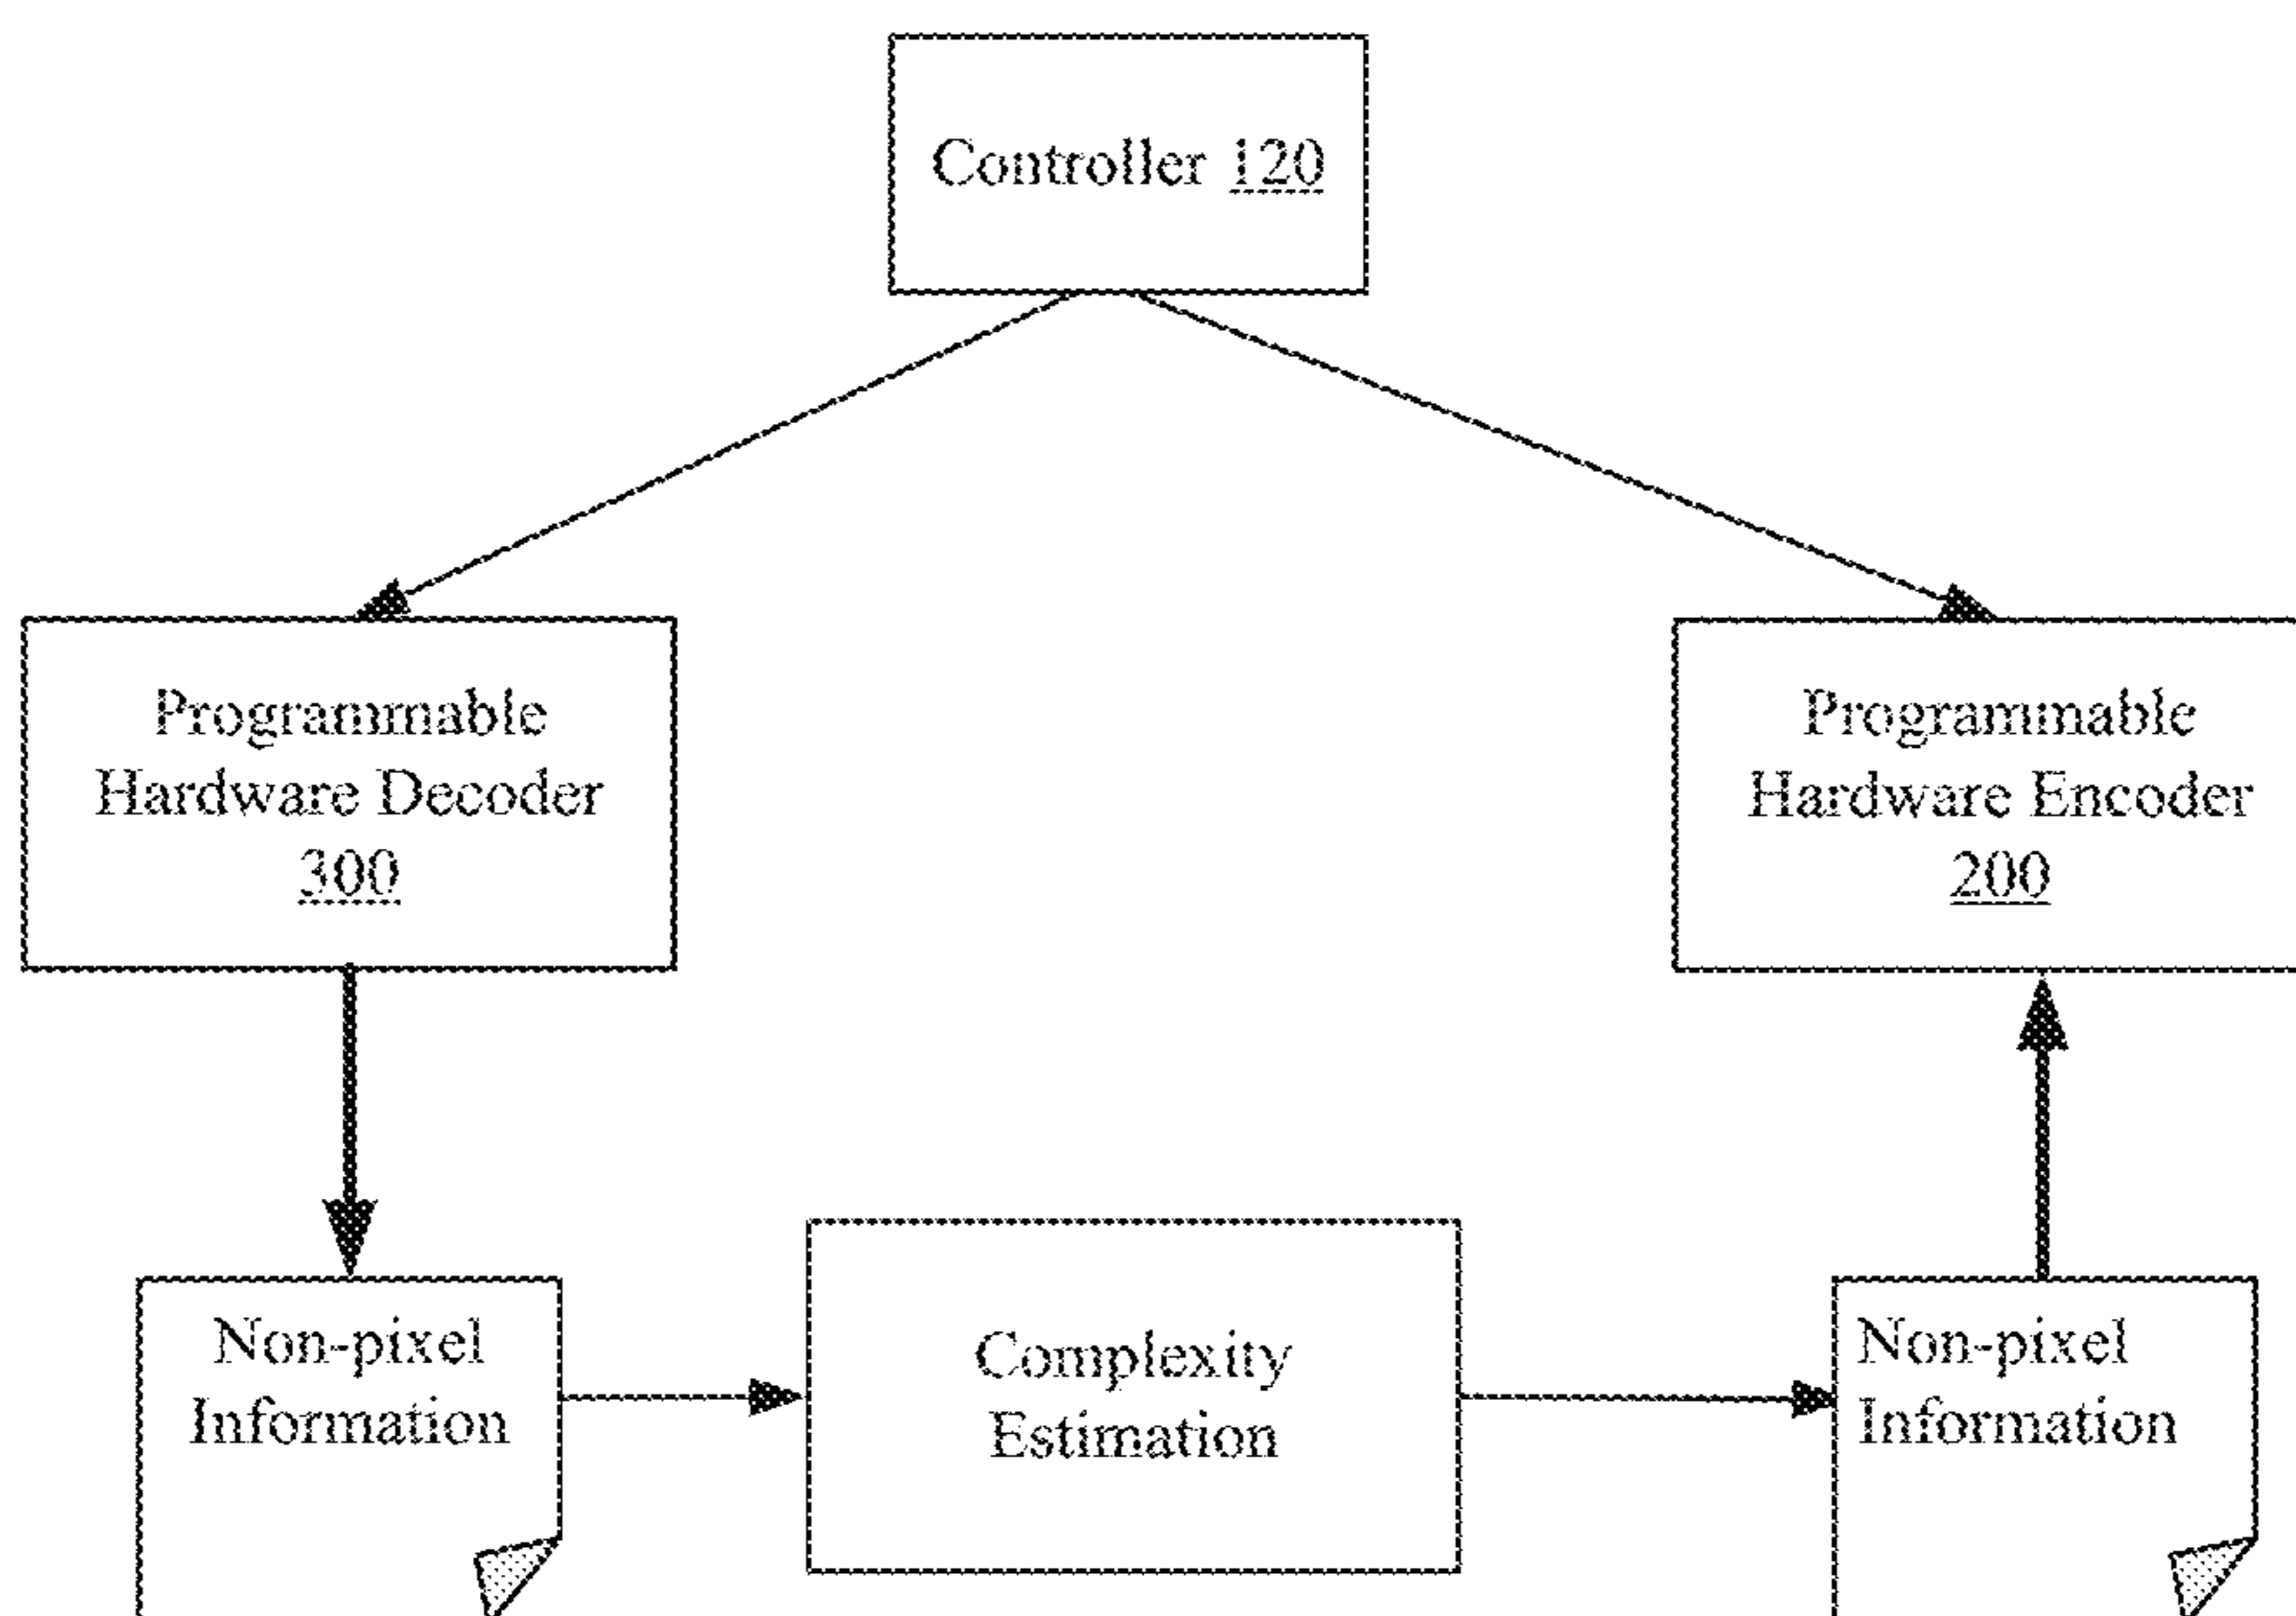 Controller 120
Programmable
Hardware Decoder
300
Programmable
Hardware Encoder
200
Non-pixel
Information
Complexity
Estimation
Non-pixel
Information